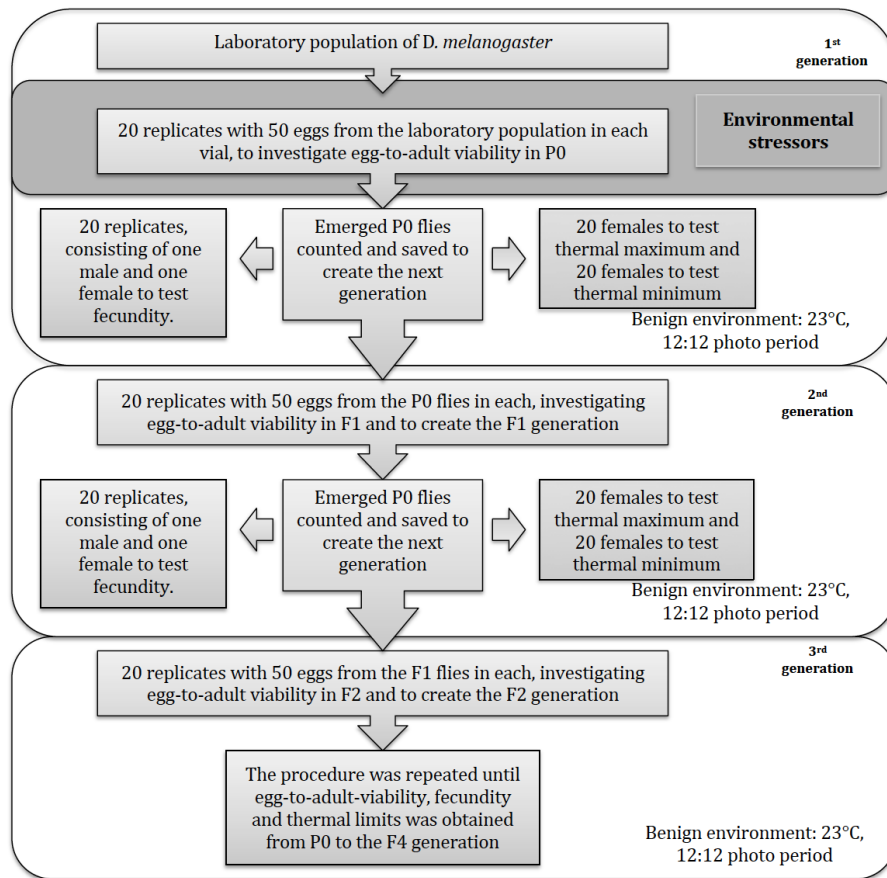 Laboratory population of D. melanogaster
1st
generation
20 replicates with 50 eggs from the laboratory population in each
vial, to investigate egg-to-adult viability in P0
Environmental
stressors
20 replicates,
consisting of one
male and one
female to test
fecundity.
Emerged P0 flies
counted and saved to
create the next
generation
20 females to test
thermal maximum and
20 females to test
thermal minimum
Benign environment: 23°C,
12:12 photo period
20 replicates with 50 eggs from the P0 flies in each, investigating
egg-to-adult viability in F1 and to create the F1 generation
2nd
generation
20 replicates,
consisting of one
male and one
female to test
fecundity.
Emerged P0 flies
counted and saved to
create the next
generation
20 females to test
thermal maximum and
20 females to test
thermal minimum
Benign environment: 23°C,
12:12 photo period
20 replicates with 50 eggs from the F1 flies in each, investigating
egg-to-adult viability in F2 and to create the F2 generation
3rd
generation
The procedure was repeated until
egg-to-adult-viability, fecundity
and thermal limits was obtained
from P0 to the F4 generation
Benign environment: 23°C,
12:12 photo period